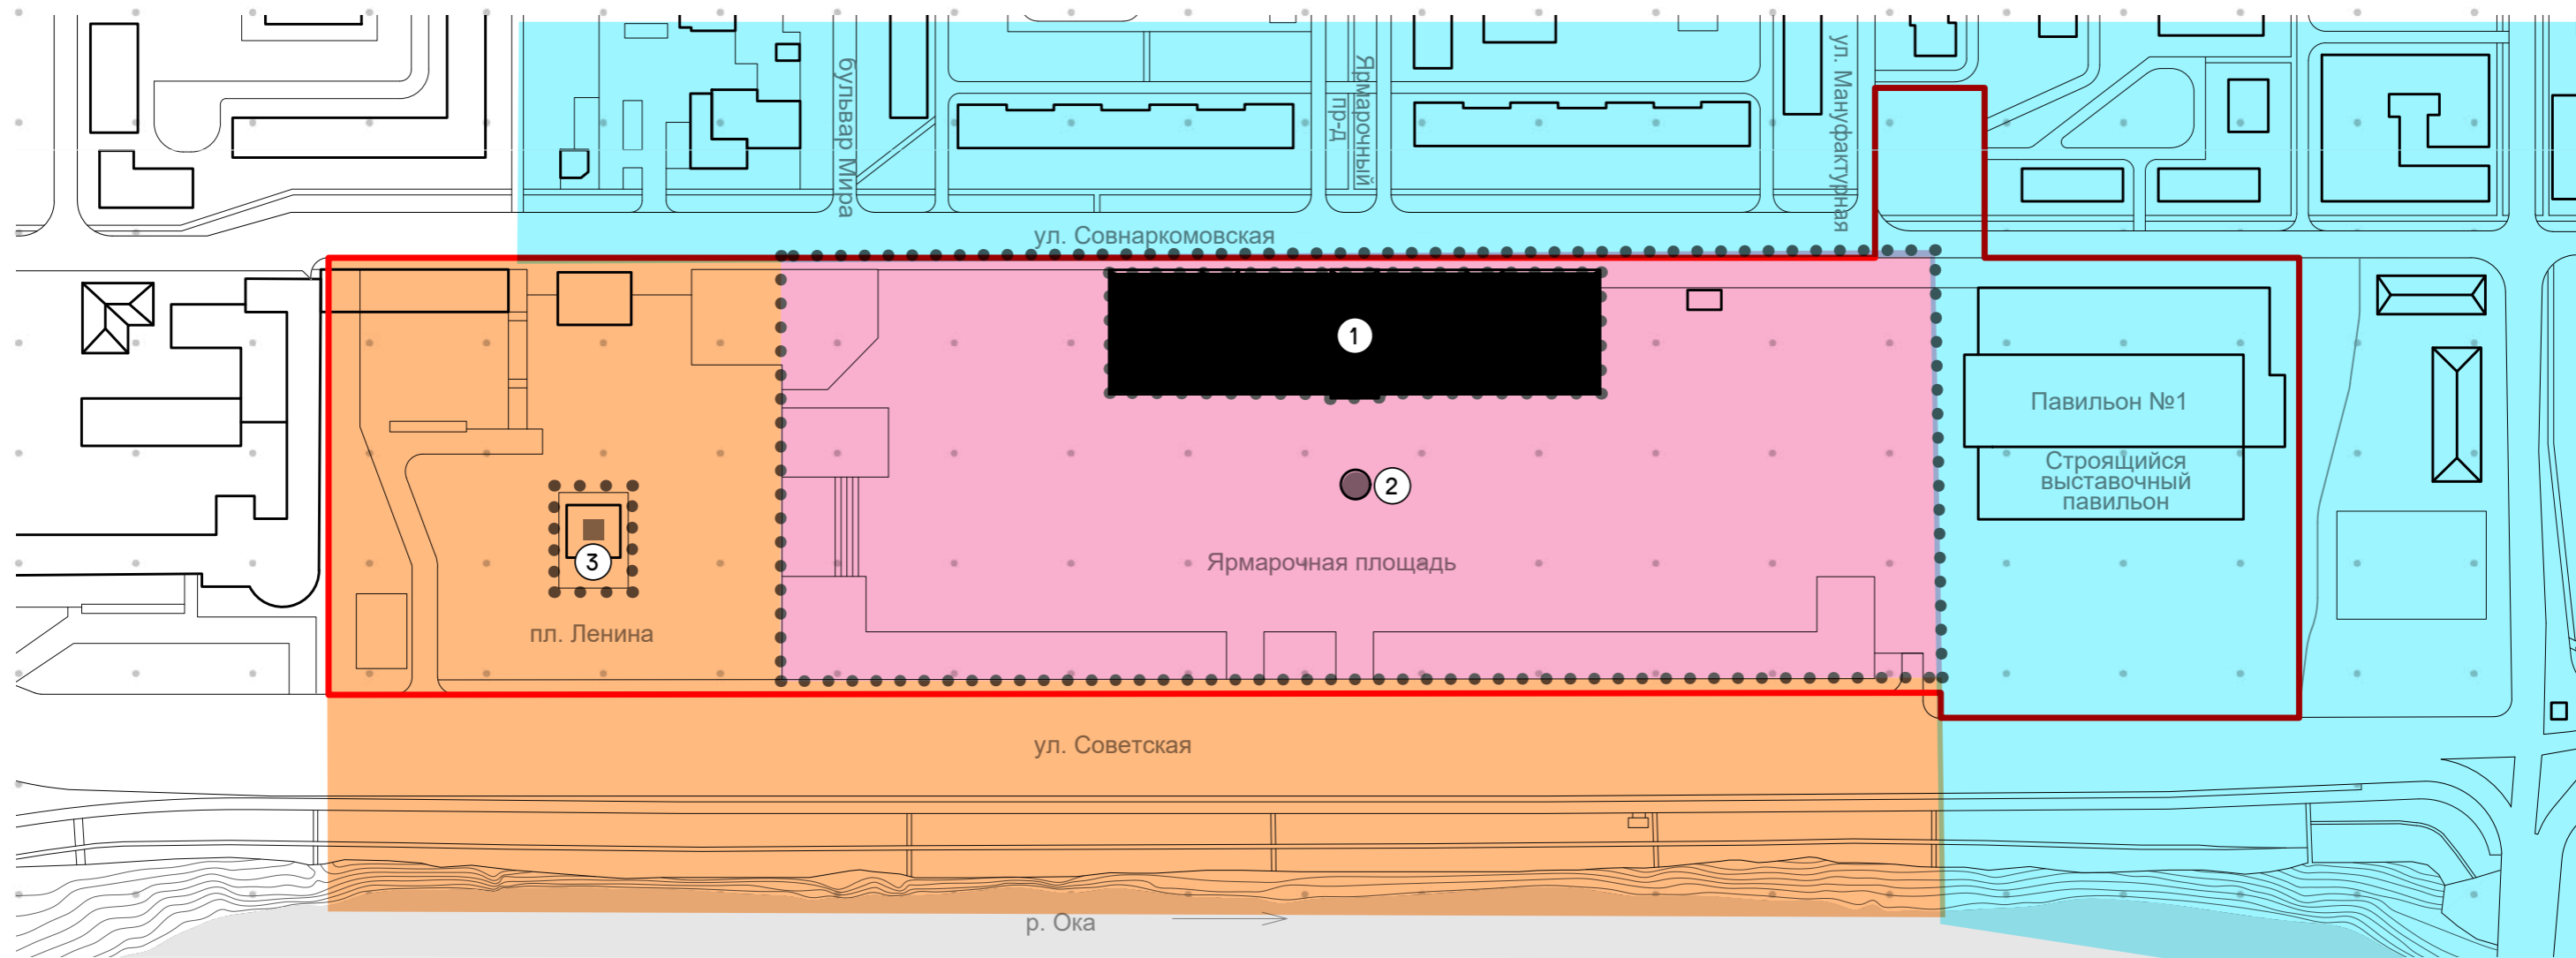 бульвар Мира
Ярмарочный
пр-д
ул. Мануфактурная
ул. Совнаркомовская
1
Павильон №1
Строящийся
выставочный
павильон
2
3
Ярмарочная площадь
пл. Ленина
ул. Советская
р. Ока